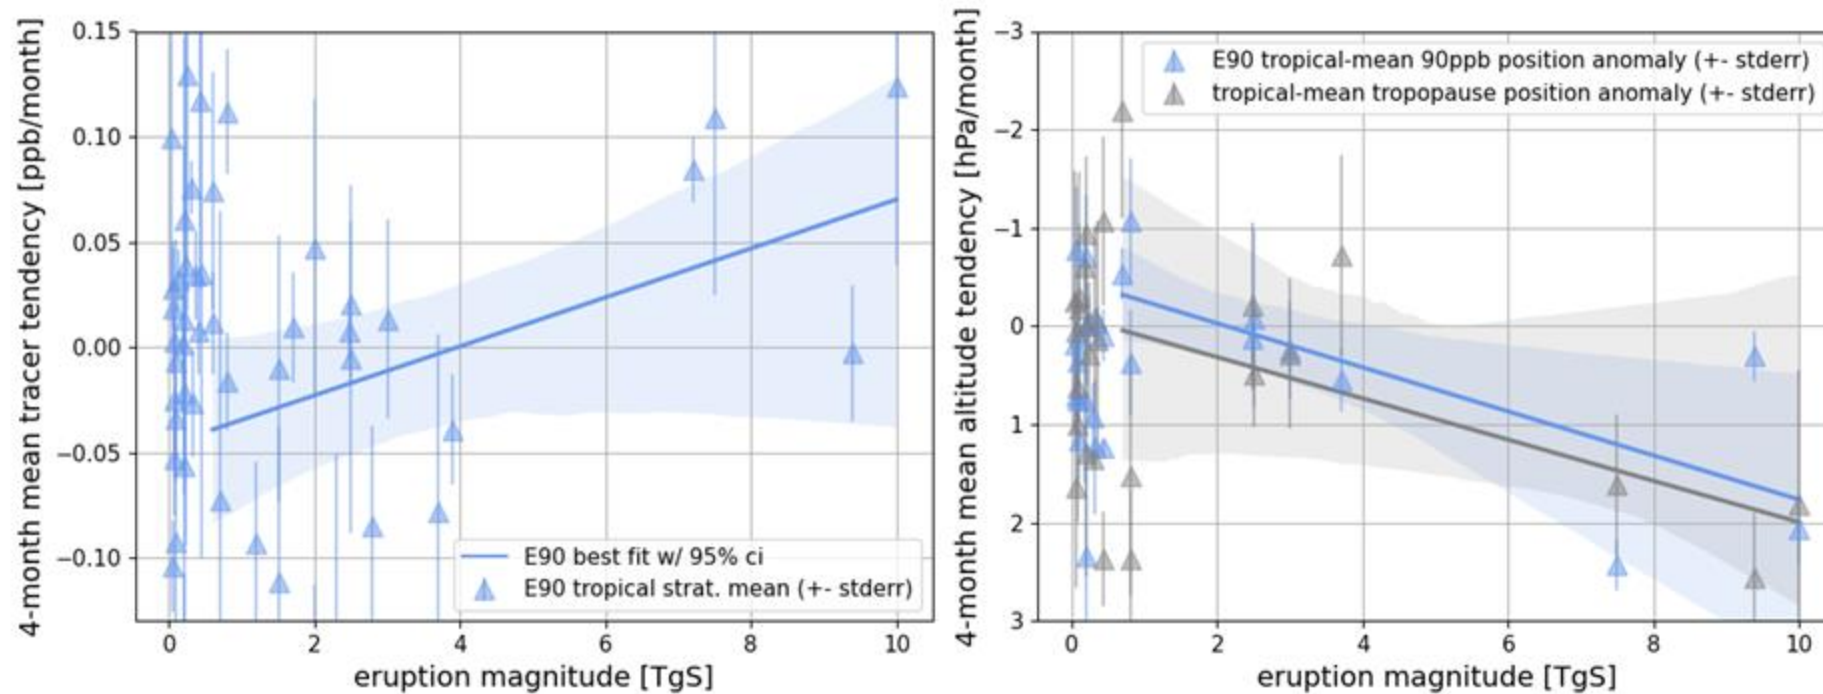 4-month mean tracer tendency [ppb/month]
0.15
0.10
0.05
0.00
−0.05
−0.10
E90 best fit w/ 95% ci
E90 tropical strat. mean (+- stderr)
0 2 4 6 8 10
eruption magnitude [TgS]
4-month mean altitude tendency [hPa/month]
−3
−2
−1
0
1
2
3
E90 tropical-mean 90ppb position anomaly (+- stderr)
tropical-mean tropopause position anomaly (+- stderr)
0 2 4 6 8 10
eruption magnitude [TgS]